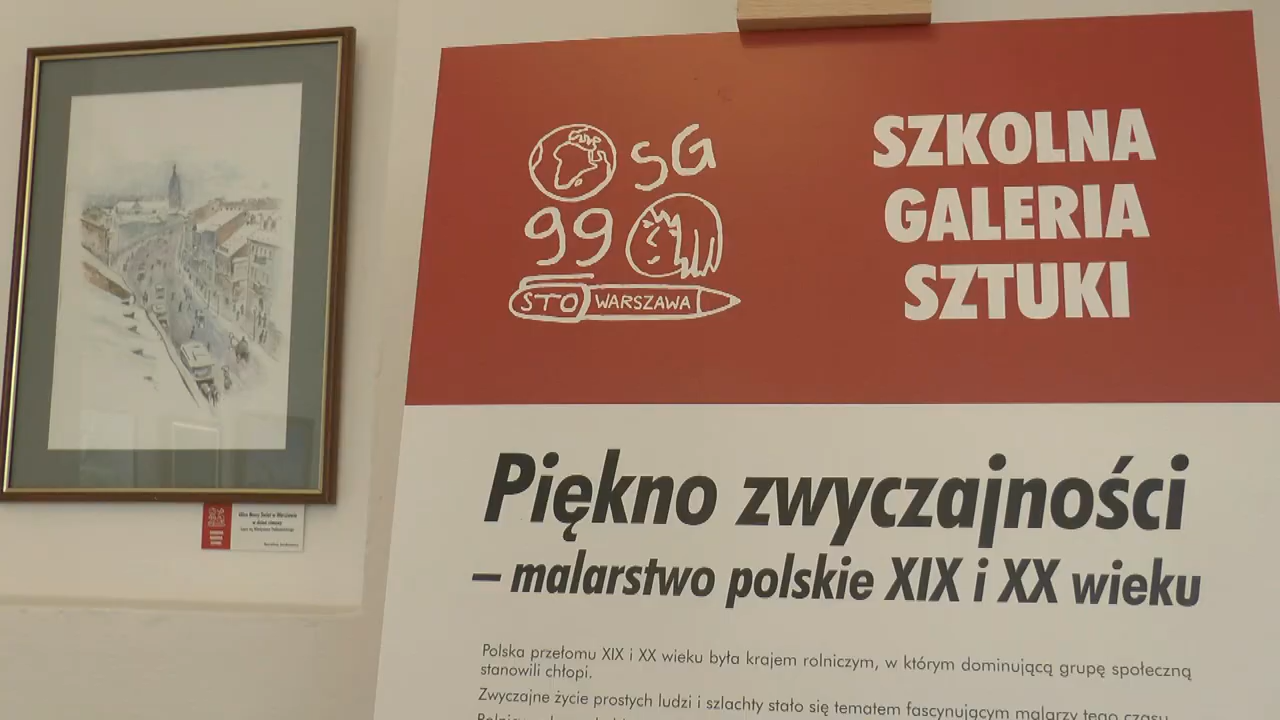 SG
99
STO WARSZAWA
SZKOLNA
GALERIA
SZTUKI
Piękno zwyczajności
– malarstwo polskie XIX i XX wieku
Polska przełomu XIX i XX wieku była krajem rolniczym, w którym dominującą grupę społeczną
stanowili chłopi.
Zwyczajne życie prostych ludzi i szlachty stało się tematem fascynującym malarzy tego czasu.